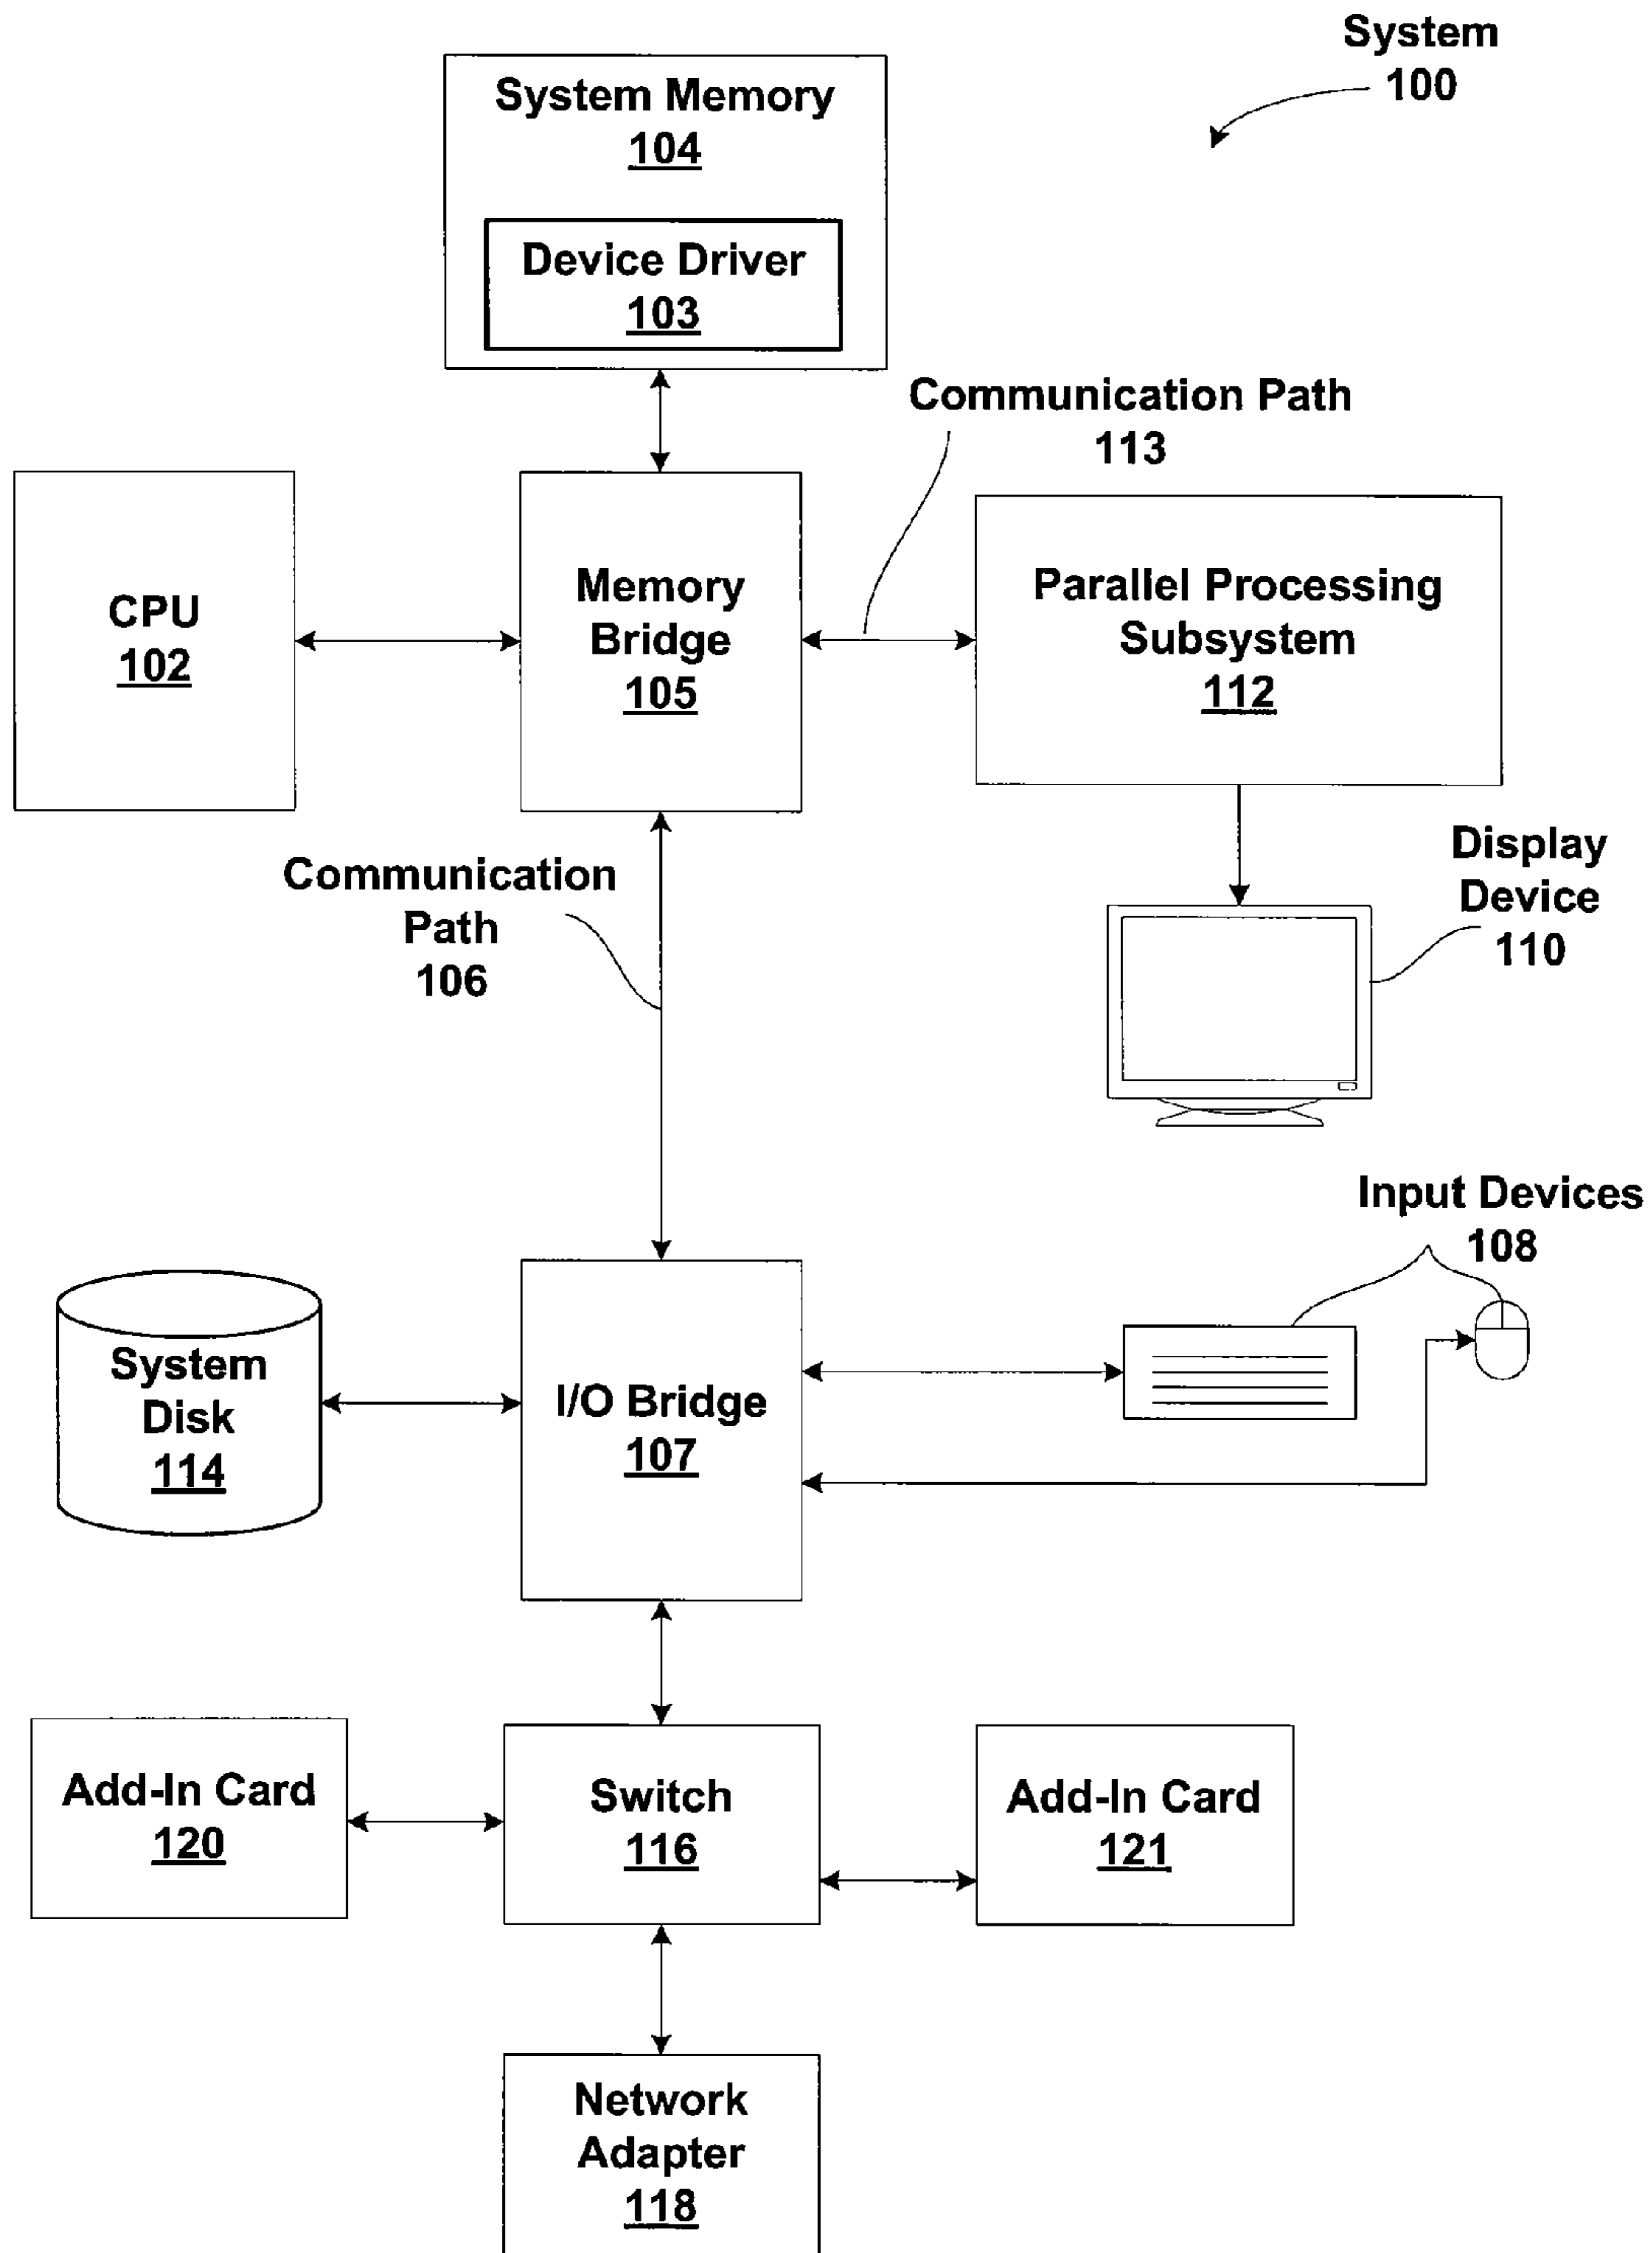 System
100
System Memory
104
Device Driver
103
Communication Path
113
CPU
102
Memory
Bridge
105
Parallel Processing
Subsystem
112
Communication
Path
106
Display
Device
110
Input Devices
108
System
Disk
114
I/O Bridge
107
Add-In Card
120
Switch
116
Add-In Card
121
Network
Adapter
118